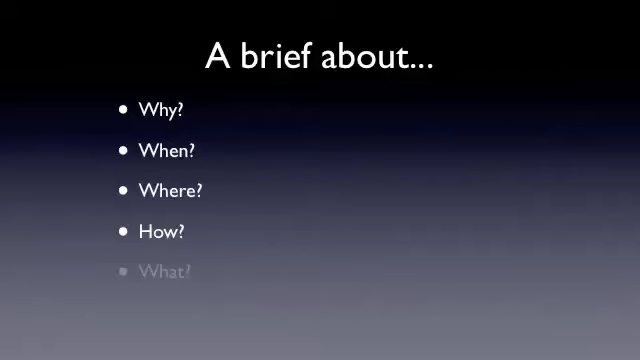 A brief about...
• Why?
• When?
• Where?
• How?
• What?